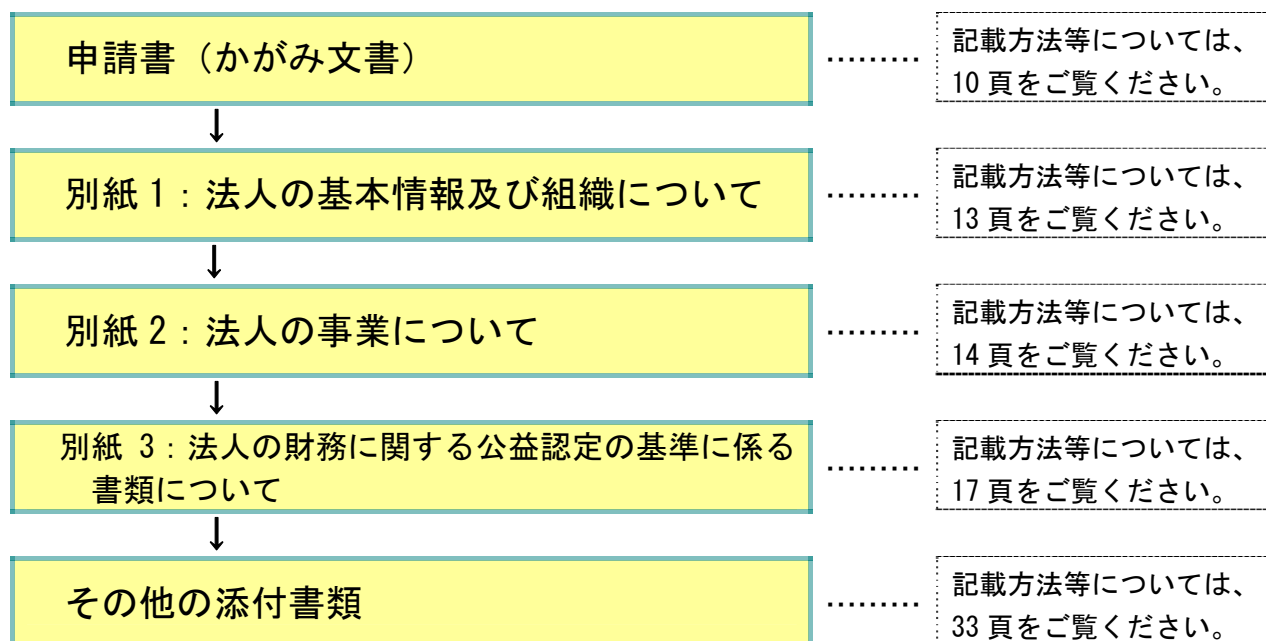 申請書（かがみ文書）
………
記載方法等については、
10 頁をご覧ください。
↓
別紙 1：法人の基本情報及び組織について
………
記載方法等については、
13 頁をご覧ください。
↓
別紙 2：法人の事業について
………
記載方法等については、
14 頁をご覧ください。
↓
別紙 3：法人の財務に関する公益認定の基準に係る
書類について
………
記載方法等については、
17 頁をご覧ください。
↓
その他の添付書類
………
記載方法等については、
33 頁をご覧ください。